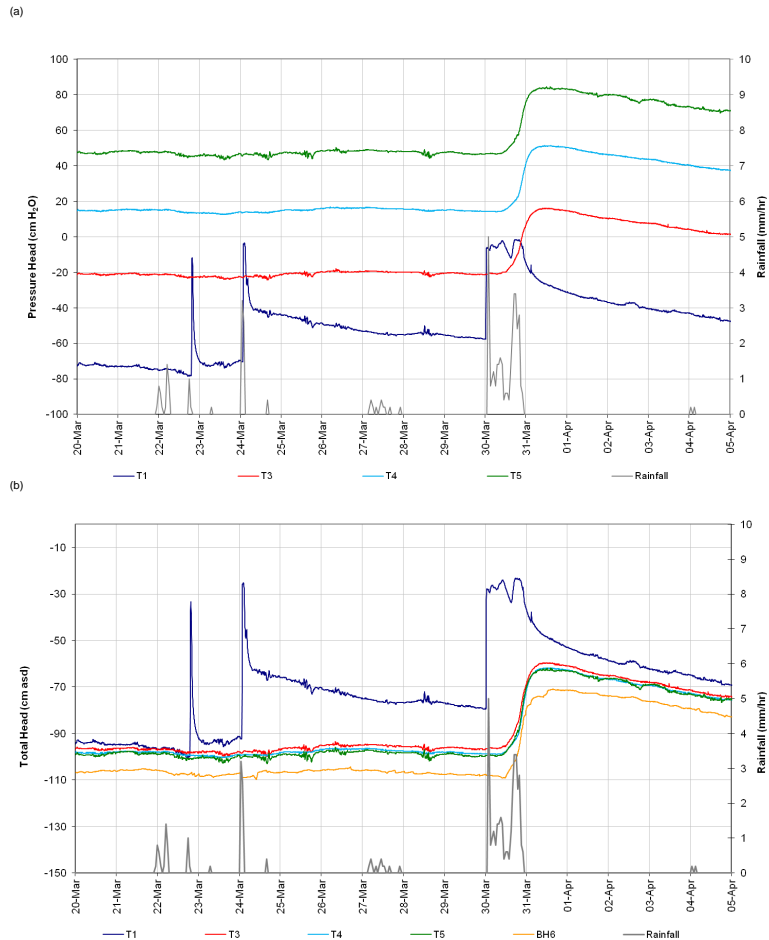 (a)
100
80
60
40
20
0
-20
-40
-60
-80
-100
Pressure Head (cm H2O)
10
9
8
7
6
5
4
3
2
1
0
Rainfall (mm/hr)
20-Mar
21-Mar
22-Mar
23-Mar
24-Mar
25-Mar
26-Mar
27-Mar
28-Mar
29-Mar
30-Mar
31-Mar
01-Apr
02-Apr
03-Apr
04-Apr
05-Apr
T1 T3 T4 T5 Rainfall
(b)
-10
-30
-50
-70
-90
-110
-130
-150
Total Head (cm asd)
10
9
8
7
6
5
4
3
2
1
0
Rainfall (mm/hr)
20-Mar
21-Mar
22-Mar
23-Mar
24-Mar
25-Mar
26-Mar
27-Mar
28-Mar
29-Mar
30-Mar
31-Mar
01-Apr
02-Apr
03-Apr
04-Apr
05-Apr
T1 T3 T4 T5 BH6 Rainfall